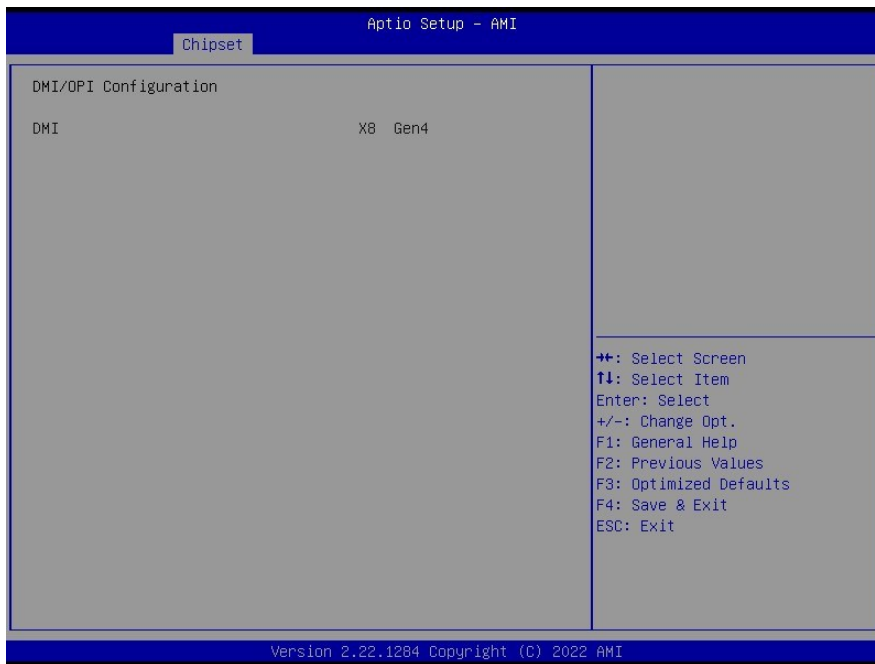 Aptio Setup - AMI
Chipset
DMI/OPI Configuration
DMI X8 Gen4
→←: Select Screen
↑↓: Select Item
Enter: Select
+/-: Change Opt.
F1: General Help
F2: Previous Values
F3: Optimized Defaults
F4: Save & Exit
ESC: Exit
Version 2.22.1284 Copyright (C) 2022 AMI